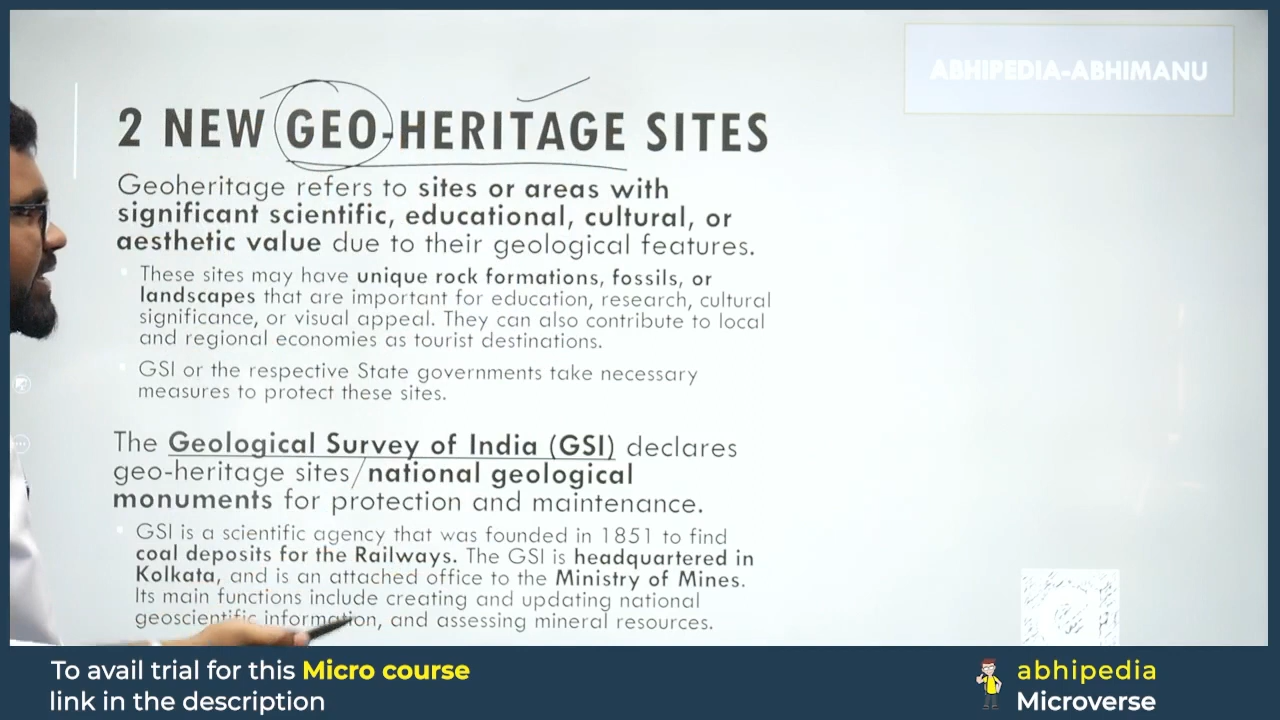 ABHIPEDIA-ABHIMANU
2 NEW GEO-HERITAGE SITES
Geoheritage refers to sites or areas with
significant scientific, educational, cultural, or
aesthetic value due to their geological features.
These sites may have unique rock formations, fossils, or
landscapes that are important for education, research, cultural
significance, or visual appeal. They can also contribute to local
and regional economies as tourist destinations.
GSI or the respective State governments take necessary
measures to protect these sites.
The Geological Survey of India (GSI) declares
geo-heritage sites/national geological
monuments for protection and maintenance.
GSI is a scientific agency that was founded in 1851 to find
coal deposits for the Railways. The GSI is headquartered in
Kolkata, and is an attached office to the Ministry of Mines.
Its main functions include creating and updating national
geoscientific information, and assessing mineral resources.
To avail trial for this Micro course
link in the description
abhipedia
Microverse